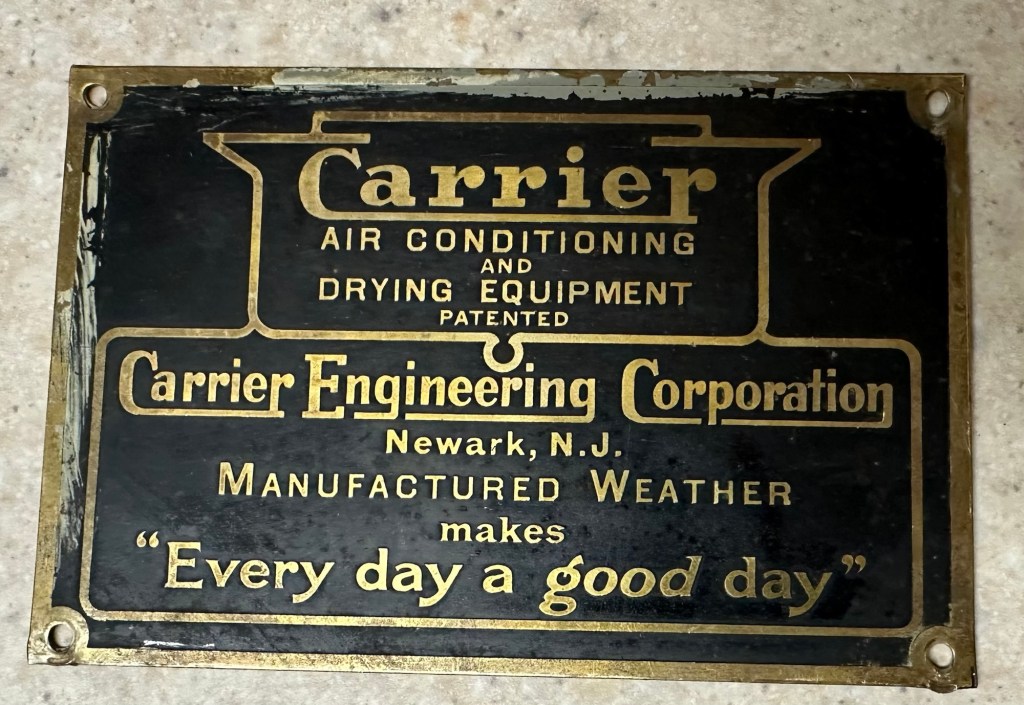 Carrier
AIR CONDITIONING
AND
DRYING EQUIPMENT
PATENTED
Carrier Engineering Corporation
Newark, N.J.
MANUFACTURED WEATHER
makes
“Every day a good day”